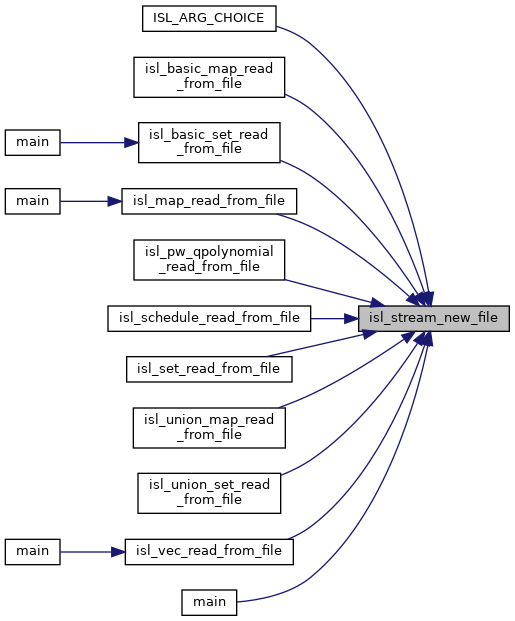 ISL_ARG_CHOICE
isl_basic_map_read
_from_file
main
isl_basic_set_read
_from_file
main
isl_map_read_from_file
isl_pw_qpolynomial
_read_from_file
isl_schedule_read_from_file
isl_stream_new_file
isl_set_read_from_file
isl_union_map_read
_from_file
isl_union_set_read
_from_file
main
isl_vec_read_from_file
main